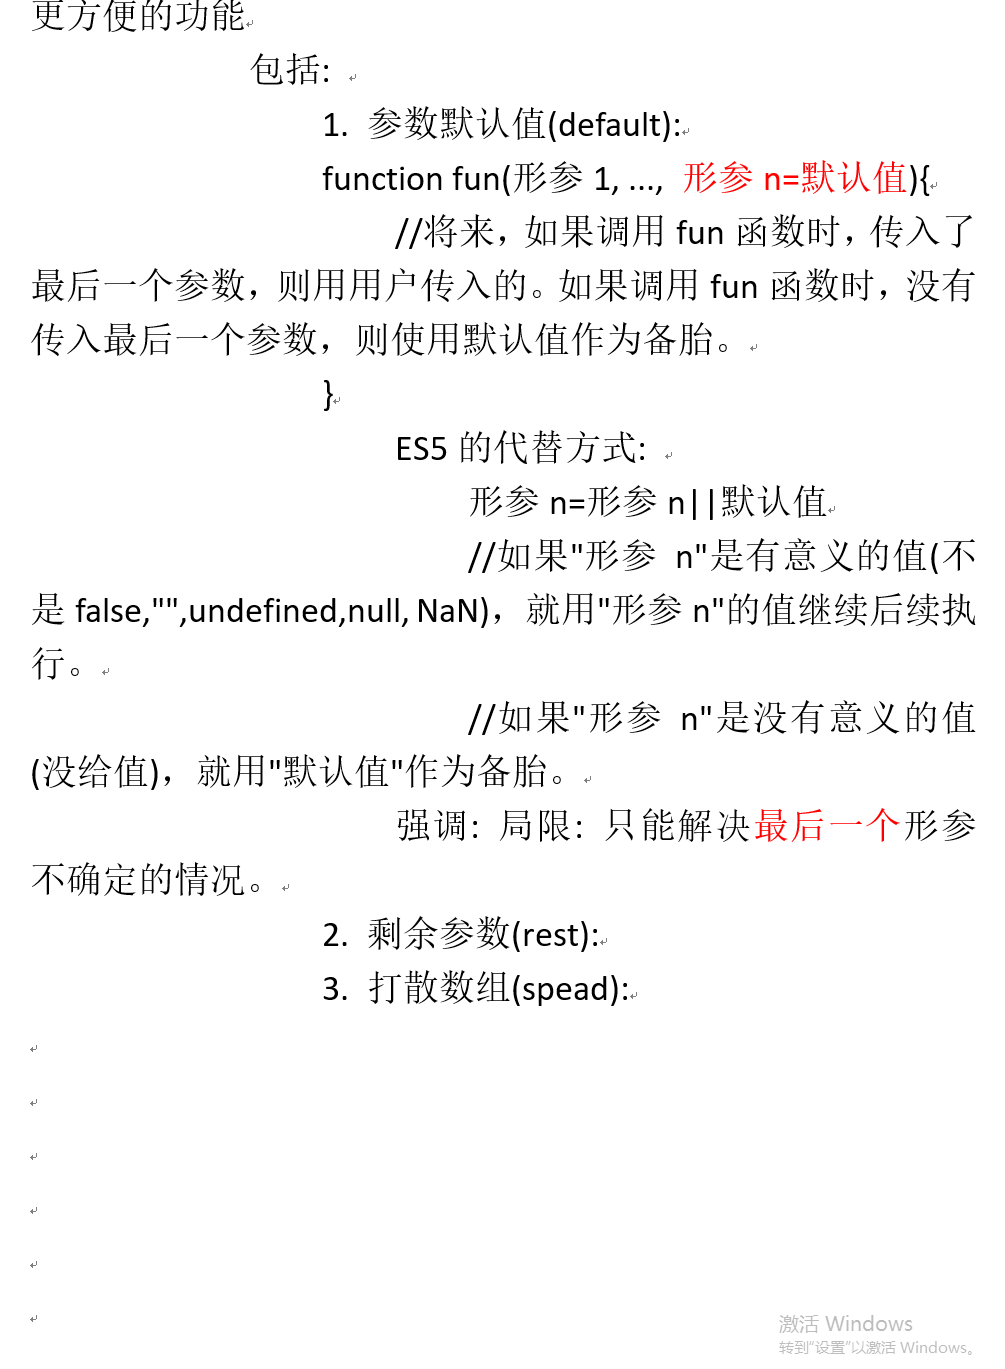 更方便的功能
包括:
1. 参数默认值(default):
function fun(形参 1, ..., 形参 n=默认值){
//将来，如果调用 fun 函数时，传入了
最后一个参数，则用用户传入的。如果调用 fun 函数时，没有
传入最后一个参数，则使用默认值作为备胎。
}
ES5 的代替方式:
形参 n=形参 n||默认值
//如果"形参 n"是有意义的值(不
是 false,"",undefined,null, NaN)，就用"形参 n"的值继续后续执
行。
//如果"形参 n"是没有意义的值
(没给值)，就用"默认值"作为备胎。
强调: 局限: 只能解决最后一个形参
不确定的情况。
2. 剩余参数(rest):
3. 打散数组(spead):
激活 Windows
转到"设置"以激活 Windows。